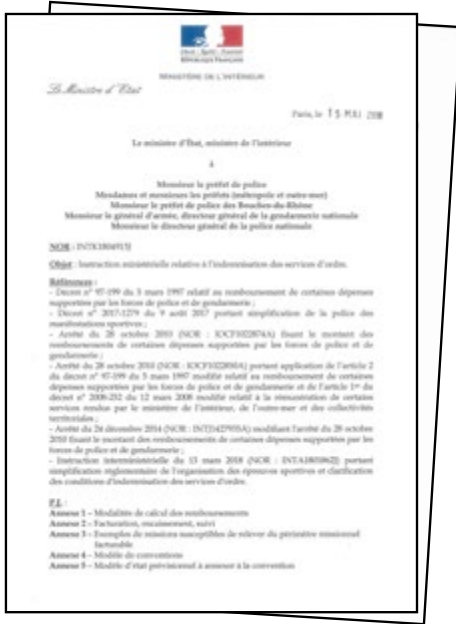 Liberté • Égalité • Fraternité
RÉPUBLIQUE FRANÇAISE
MINISTÈRE DE L'INTÉRIEUR
Le Ministre d'État
Paris, le 15 MAI 2018
Le ministre d'État, ministre de l'intérieur
à
Monsieur le préfet de police
Mesdames et messieurs les préfets (métropole et outre-mer)
Monsieur le préfet de police des Bouches-du-Rhône
Monsieur le général d'armée, directeur général de la gendarmerie nationale
Monsieur le directeur général de la police nationale
NOR : INTK1804913J
Objet : Instruction ministérielle relative à l'indemnisation des services d'ordre.
Références :
- Décret n° 97-199 du 5 mars 1997 relatif au remboursement de certaines dépenses
supportées par les forces de police et de gendarmerie ;
- Décret n° 2017-1279 du 9 août 2017 portant simplification de la police des
manifestations sportives ;
- Arrêté du 28 octobre 2010 (NOR : IOCF1022874A) fixant le montant des
remboursements de certaines dépenses supportées par les forces de police et de
gendarmerie ;
- Arrêté du 28 octobre 2010 (NOR : IOCF1022850A) portant application de l'article 2
du décret n° 97-199 du 5 mars 1997 modifié relatif au remboursement de certaines
dépenses supportées par les forces de police et de gendarmerie et de l'article 1er du
décret n° 2008-252 du 12 mars 2008 modifié relatif à la rémunération de certains
services rendus par le ministère de l'intérieur, de l'outre-mer et des collectivités
territoriales ;
- Arrêté du 24 décembre 2014 (NOR : INTJ1427935A) modifiant l'arrêté du 28 octobre
2010 fixant le montant des remboursements de certaines dépenses supportées par les
forces de police et de gendarmerie ;
- Instruction interministérielle du 13 mars 2018 (NOR : INTA1801862J) portant
simplification réglementaire de l'organisation des épreuves sportives et clarification
des conditions d'indemnisation des services d'ordre.
P.J. :
Annexe 1 – Modalités de calcul des remboursements
Annexe 2 – Facturation, encaissement, suivi
Annexe 3 – Exemples de missions susceptibles de relever du périmètre missionnel
facturable
Annexe 4 – Modèle de conventions
Annexe 5 – Modèle d'état prévisionnel à annexer à la convention